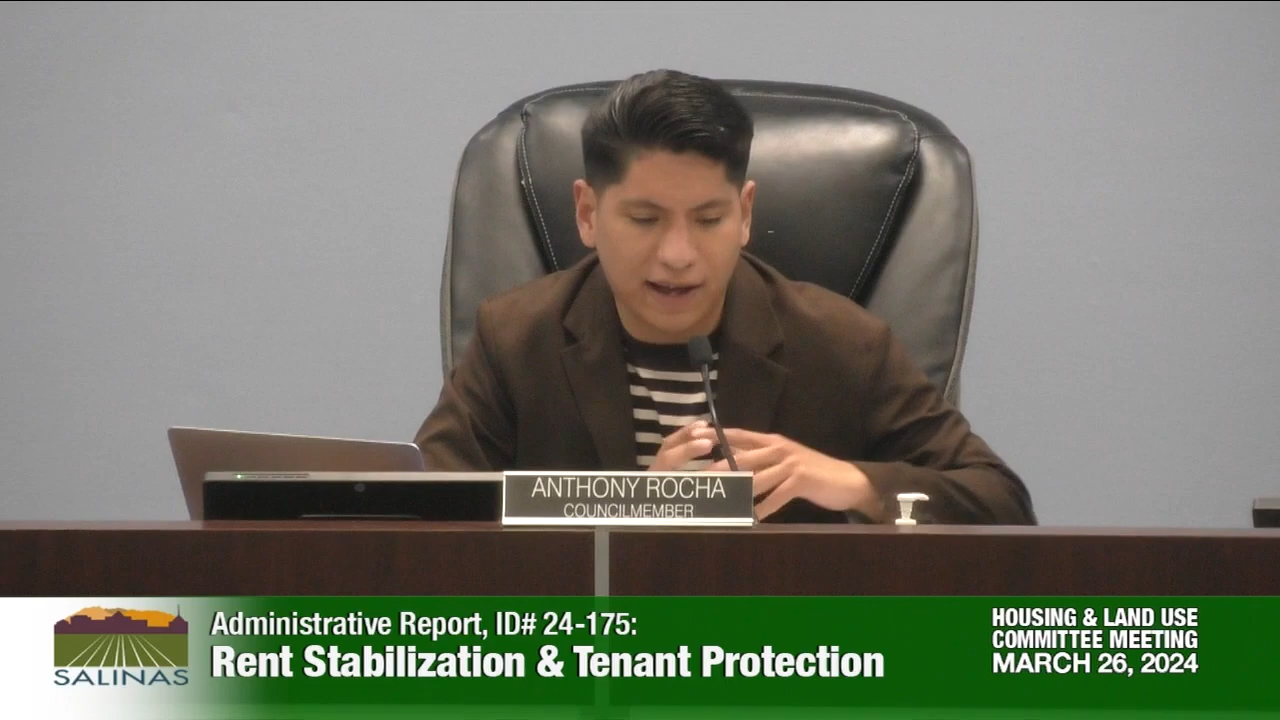 ANTHONY ROCHA
COUNCILMEMBER
SALINAS
Administrative Report, ID# 24-175:
Rent Stabilization & Tenant Protection
HOUSING & LAND USE
COMMITTEE MEETING
MARCH 26, 2024